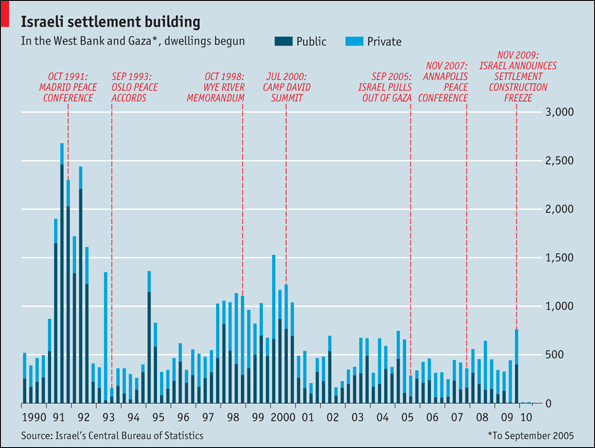 Israeli settlement building
In the West Bank and Gaza*, dwellings begun
Public
Private
OCT 1991:
MADRID PEACE
CONFERENCE
SEP 1993:
OSLO PEACE
ACCORDS
OCT 1998:
WYE RIVER
MEMORANDUM
JUL 2000:
CAMP DAVID
SUMMIT
SEP 2005:
ISRAEL PULLS
OUT OF GAZA
NOV 2007:
ANNAPOLIS
PEACE
CONFERENCE
NOV 2009:
ISRAEL ANNOUNCES
SETTLEMENT
CONSTRUCTION
FREEZE
3,000
2,500
2,000
1,500
1,000
500
0
1990 91 92 93 94 95 96 97 98 99 2000 01 02 03 04 05 06 07 08 09 10
Source: Israel's Central Bureau of Statistics
*To September 2005